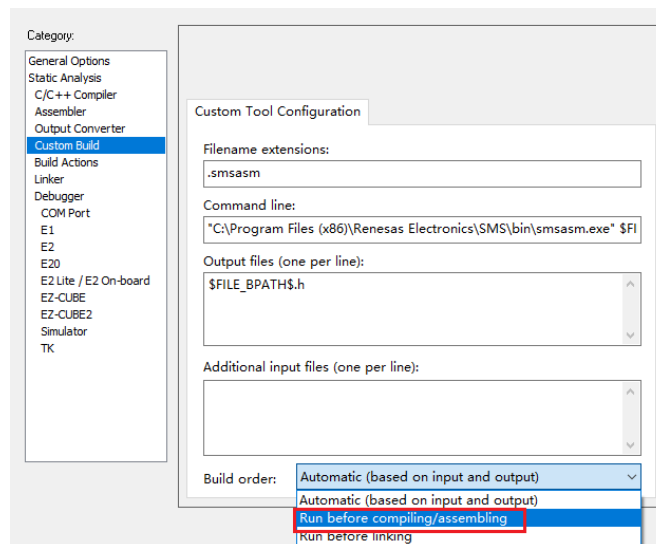 Category:
General Options
Static Analysis
C/C++ Compiler
Assembler
Output Converter
Custom Build
Build Actions
Linker
Debugger
COM Port
E1
E2
E20
E2 Lite / E2 On-board
EZ-CUBE
EZ-CUBE2
Simulator
TK
Custom Tool Configuration
Filename extensions:
.smsasm
Command line:
"C:\Program Files (x86)\Renesas Electronics\SMS\bin\smsasm.exe" $FI
Output files (one per line):
$FILE_BPATH$.h
Additional input files (one per line):
Build order:
Automatic (based on input and output)
Automatic (based on input and output)
Run before compiling/assembling
Run before linking